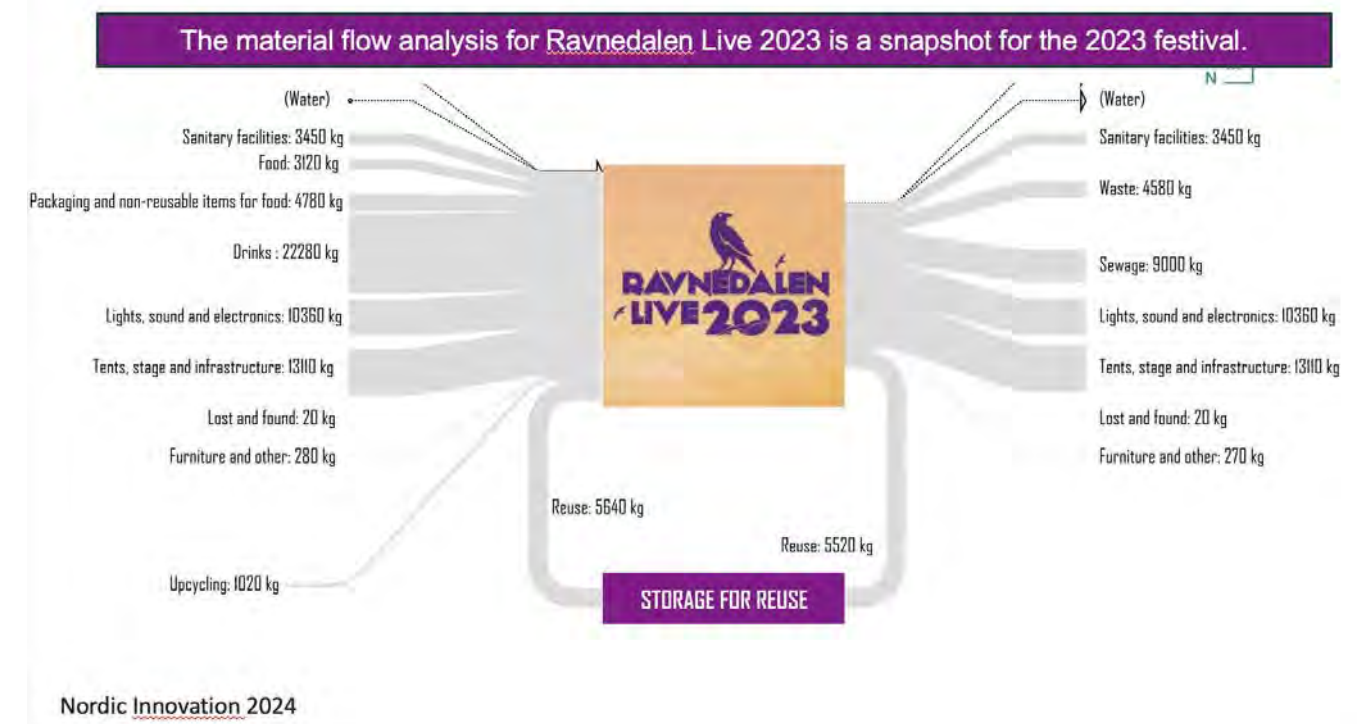 The material flow analysis for Ravnedalen Live 2023 is a snapshot for the 2023 festival.
N
(Water)
Sanitary facilities: 3450 kg
Food: 3120 kg
Packaging and non-reusable items for food: 4780 kg
Drinks : 22280 kg
Lights, sound and electronics: 10360 kg
Tents, stage and infrastructure: 13110 kg
Lost and found: 20 kg
Furniture and other: 280 kg
Upcycling: 1020 kg
RAVNEDALEN
LIVE 2023
Reuse: 5640 kg
Reuse: 5520 kg
STORAGE FOR REUSE
(Water)
Sanitary facilities: 3450 kg
Waste: 4580 kg
Sewage: 9000 kg
Lights, sound and electronics: 10360 kg
Tents, stage and infrastructure: 13110 kg
Lost and found: 20 kg
Furniture and other: 270 kg
Nordic Innovation 2024